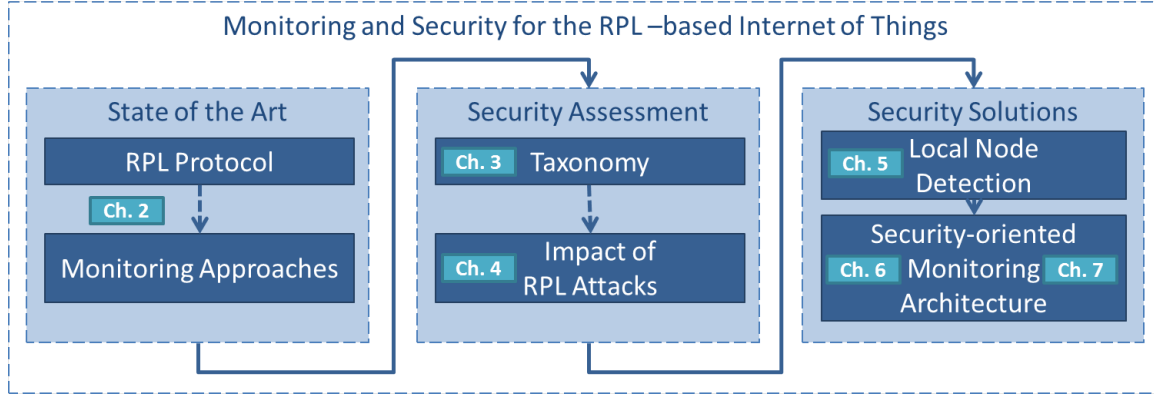 Monitoring and Security for the RPL –based Internet of Things
State of the Art
RPL Protocol
Ch. 2
Monitoring Approaches
Security Assessment
Ch. 3 Taxonomy
Impact of
Ch. 4
RPL Attacks
Security Solutions
Local Node
Ch. 5
Detection
Security-oriented
Ch. 6 Monitoring Ch. 7
Architecture